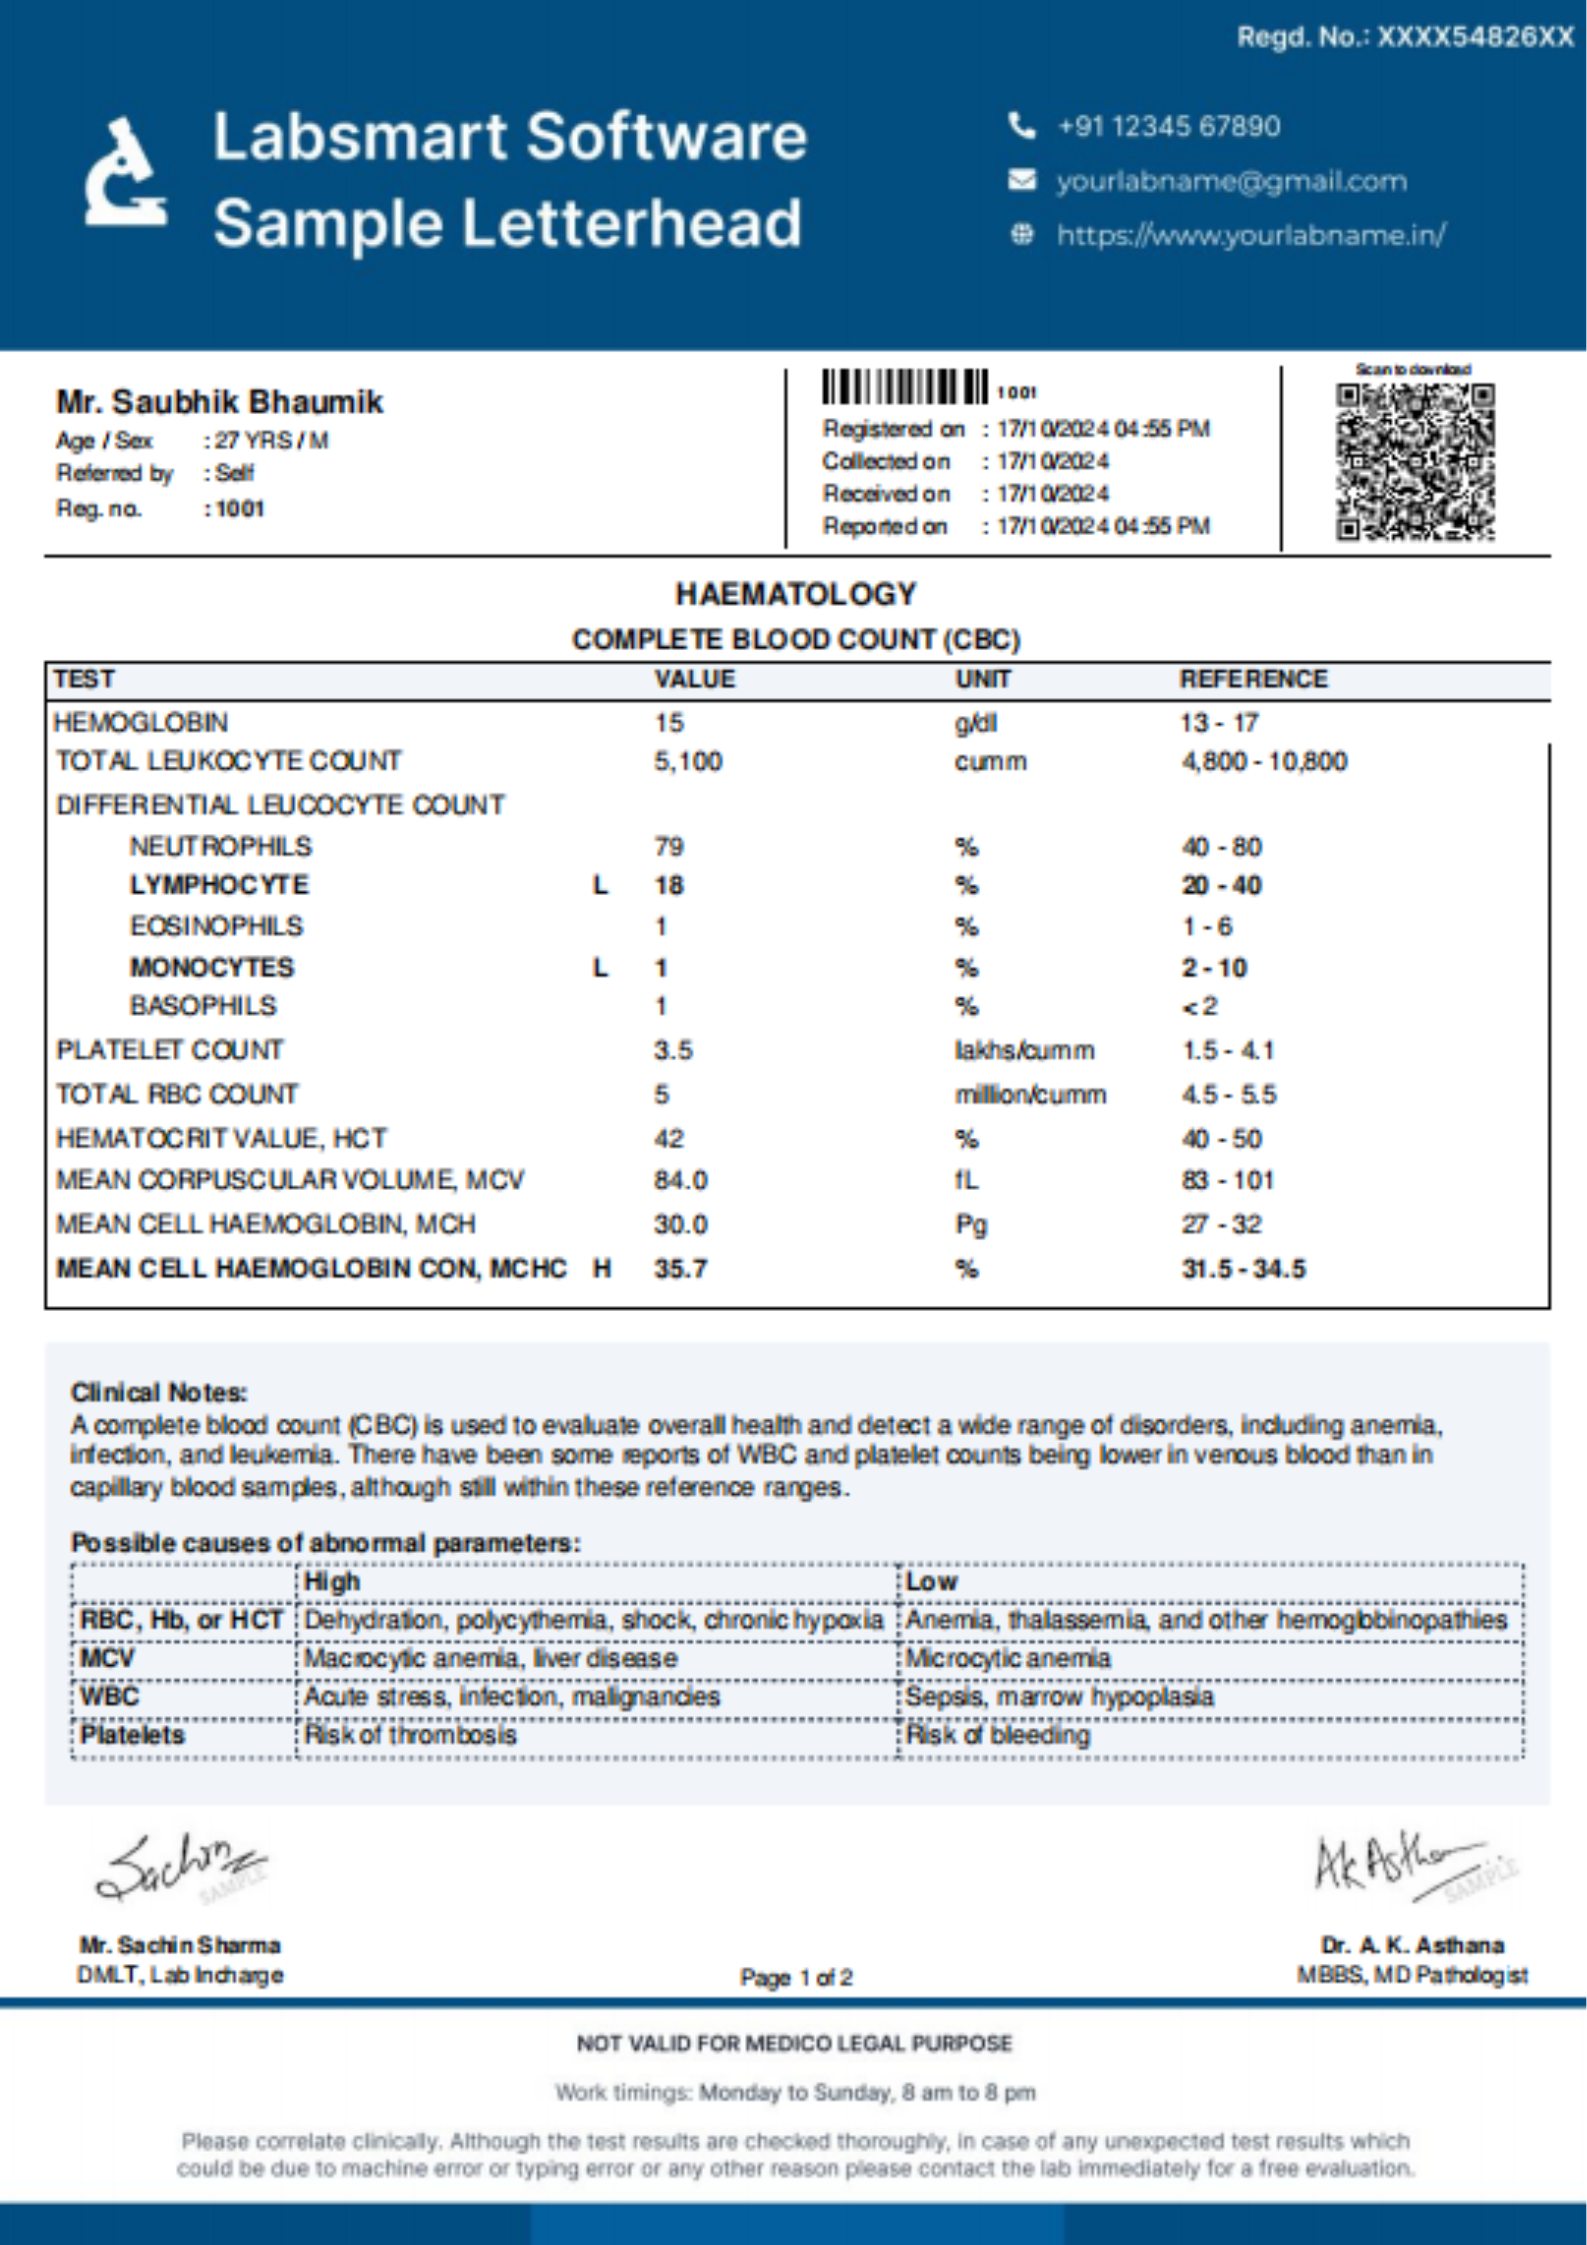 Regd. No.: XXXX54826XX
Labsmart Software
Sample Letterhead
+91 12345 67890
yourlabname@gmail.com
https://www.yourlabname.in/
Mr. Saubhik Bhaumik
Age / Sex : 27 YRS / M
Referred by : Self
Reg. no. : 1001
1001
Registered on : 17/10/2024 04:55 PM
Collected on : 17/10/2024
Received on : 17/10/2024
Reported on : 17/10/2024 04:55 PM
Scan to download
HAEMATOLOGY
COMPLETE BLOOD COUNT (CBC)
TEST VALUE UNIT REFERENCE
HEMOGLOBIN 15 g/dl 13 - 17
TOTAL LEUKOCYTE COUNT 5,100 cumm 4,800 - 10,800
DIFFERENTIAL LEUCOCYTE COUNT
NEUTROPHILS 79 % 40 - 80
LYMPHOCYTE L 18 % 20 - 40
EOSINOPHILS 1 % 1 - 6
MONOCYTES L 1 % 2 - 10
BASOPHILS 1 % < 2
PLATELET COUNT 3.5 lakhs/cumm 1.5 - 4.1
TOTAL RBC COUNT 5 million/cumm 4.5 - 5.5
HEMATOCRIT VALUE, HCT 42 % 40 - 50
MEAN CORPUSCULAR VOLUME, MCV 84.0 fL 83 - 101
MEAN CELL HAEMOGLOBIN, MCH 30.0 Pg 27 - 32
MEAN CELL HAEMOGLOBIN CON, MCHC H 35.7 % 31.5 - 34.5
Clinical Notes:
A complete blood count (CBC) is used to evaluate overall health and detect a wide range of disorders, including anemia,
infection, and leukemia. There have been some reports of WBC and platelet counts being lower in venous blood than in
capillary blood samples, although still within these reference ranges.
Possible causes of abnormal parameters:
High Low
RBC, Hb, or HCT Dehydration, polycythemia, shock, chronic hypoxia Anemia, thalassemia, and other hemoglobinopathies
MCV Macrocytic anemia, liver disease Microcytic anemia
WBC Acute stress, infection, malignancies Sepsis, marrow hypoplasia
Platelets Risk of thrombosis Risk of bleeding
Sachin
SAMPLE
Ak Asthan
SAMPLE
Mr. Sachin Sharma
DMLT, Lab Incharge
Page 1 of 2
Dr. A. K. Asthana
MBBS, MD Pathologist
NOT VALID FOR MEDICO LEGAL PURPOSE
Work timings: Monday to Sunday, 8 am to 8 pm
Please correlate clinically. Although the test results are checked thoroughly, in case of any unexpected test results which
could be due to machine error or typing error or any other reason please contact the lab immediately for a free evaluation.